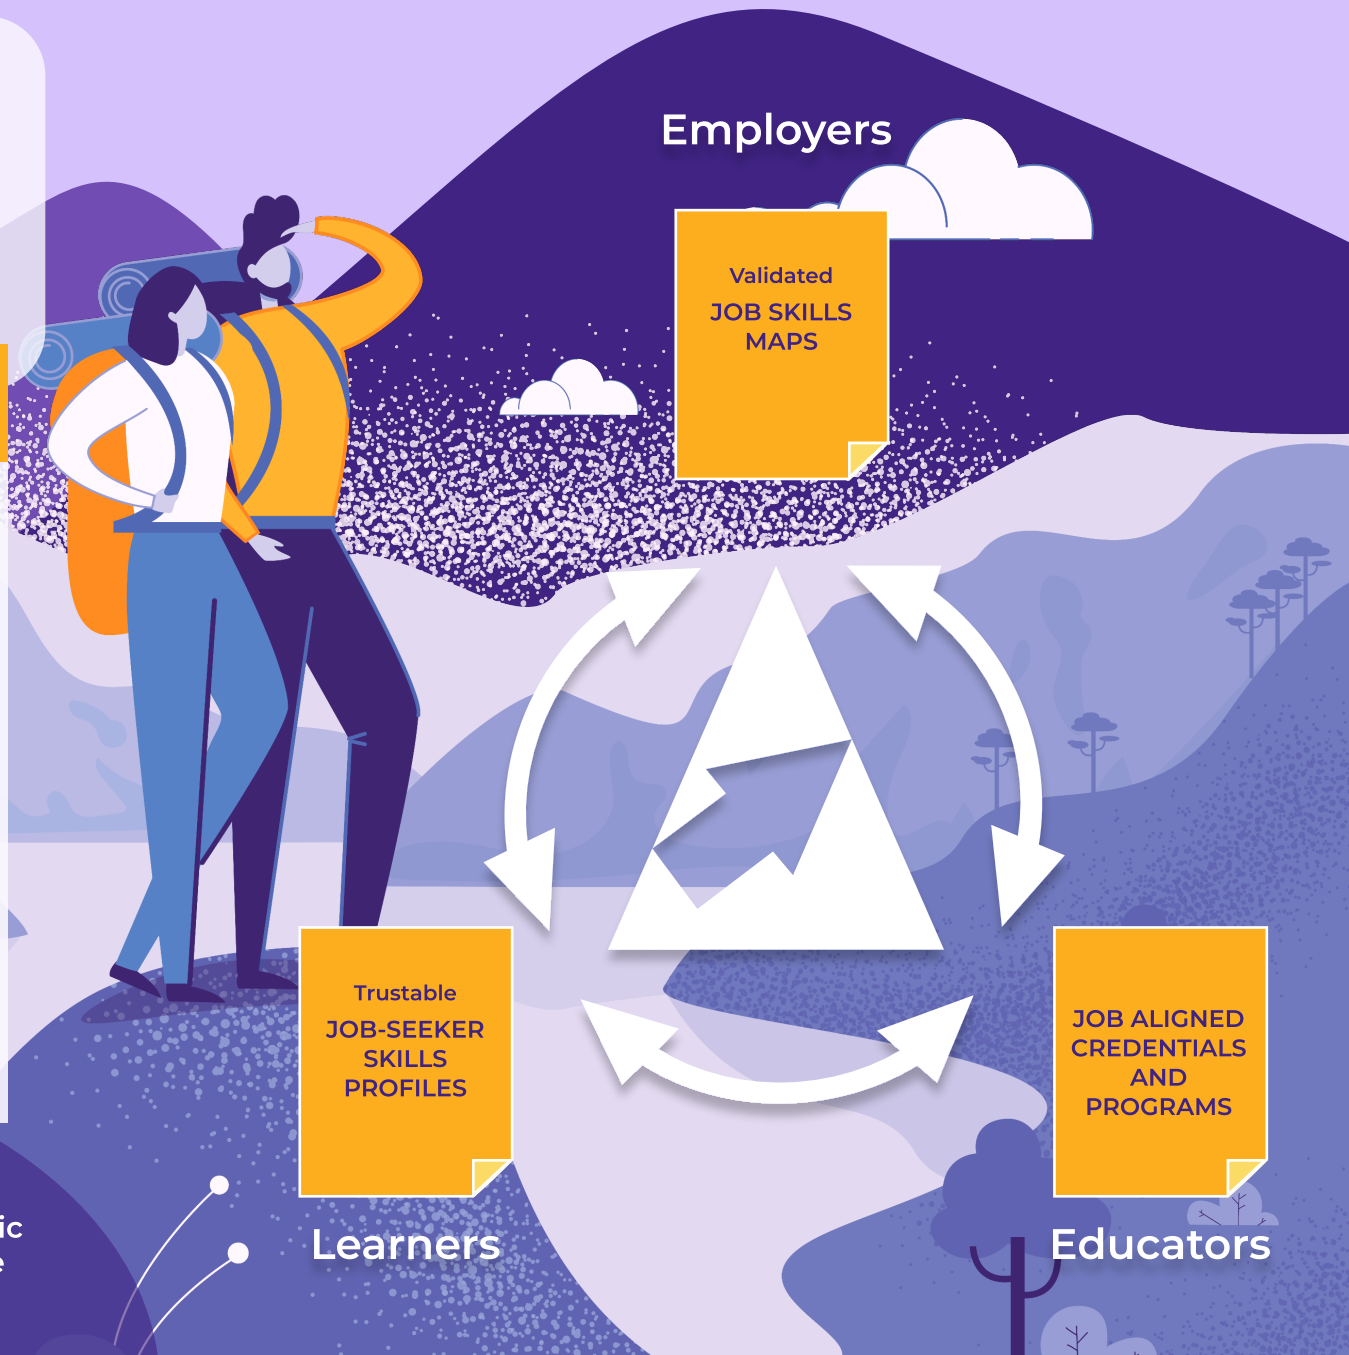 Employers
Validated
JOB SKILLS
MAPS
Trustable
JOB-SEEKER
SKILLS
PROFILES
JOB ALIGNED
CREDENTIALS
AND
PROGRAMS
Learners
Educators